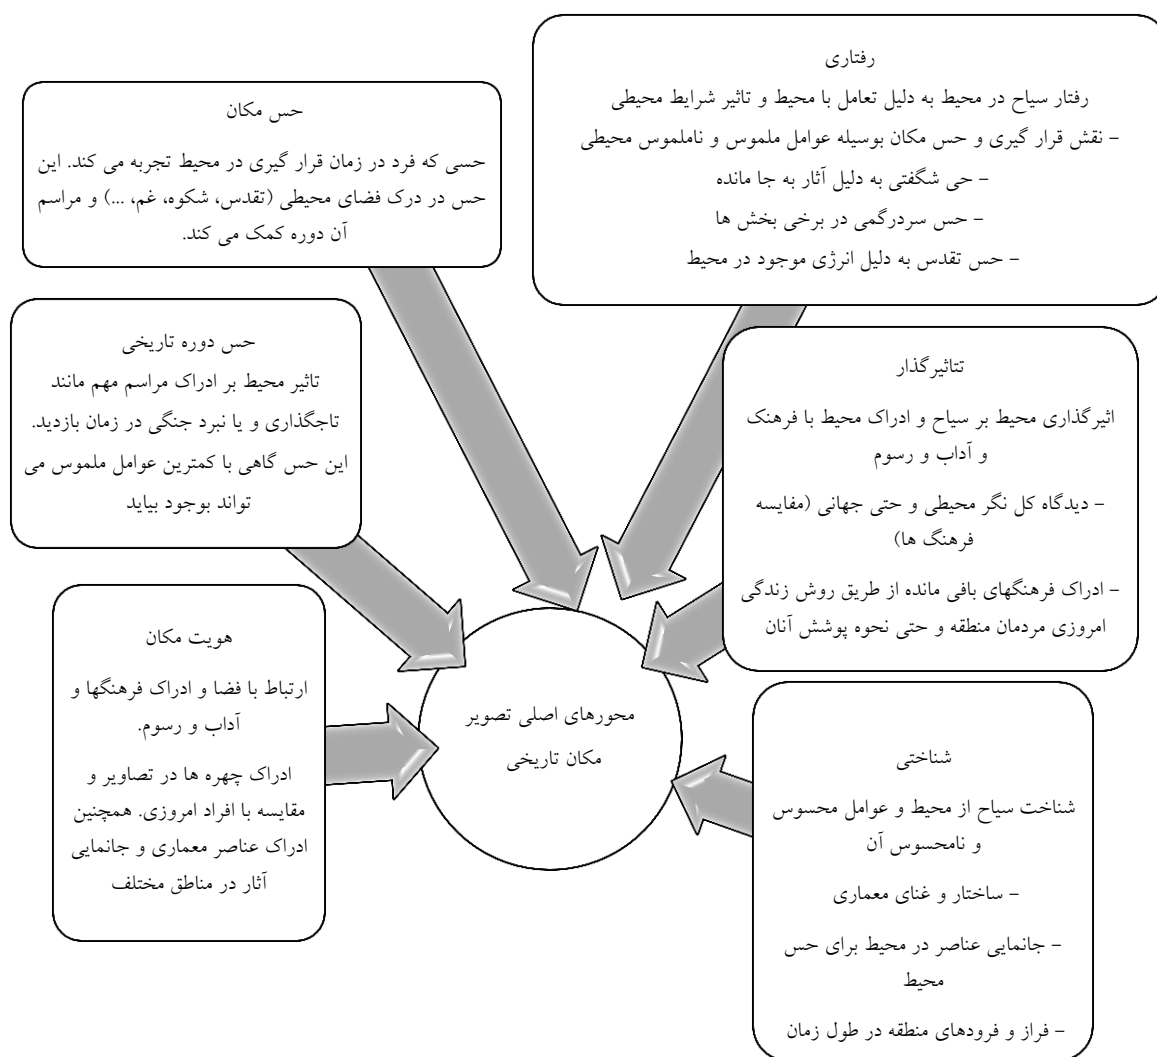 رفتاری
رفتار سیاح در محیط به دلیل تعامل با محیط و تاثیر شرایط محیطی
- نقش قرار گیری و حس مکان بوسیله عوامل ملموس و ناملموس محیطی
- حی شگفتی به دلیل آثار به جا مانده
- حس سردرگمی در برخی بخش ها
- حس تقدس به دلیل انرژی موجود در محیط
حس مکان
حسی که فرد در زمان قرار گیری در محیط تجربه می کند. این
حس در درک فضای محیطی (تقدس، شکوه، غم، ...) و مراسم
آن دوره کمک می کند.
حس دوره تاریخی
تاثیر محیط بر ادراک مراسم مهم مانند
تاجگذاری و یا نبرد جنگی در زمان بازدید.
این حس گاهی با کمترین عوامل ملموس می
تواند بوجود بیاید
تتاثیرگذار
اثیرگذاری محیط بر سیاح و ادراک محیط با فرهنک
و آداب و رسوم
- دیدگاه کل نگر محیطی و حتی جهانی (مفایسه
فرهنگ ها)
- ادراک فرهنگهای بافی مانده از طریق روش زندگی
امروزی مردمان منطقه و حتی نحوه پوشش آنان
هویت مکان
ارتباط با فضا و ادراک فرهنگها و
آداب و رسوم.
ادراک چهره ها در تصاویر و
مقایسه با افراد امروزی. همچنین
ادراک عناصر معماری و جانمایی
آثار در مناطق مختلف
محورهای اصلی تصویر
مکان تاریخی
شناختی
شناخت سیاح از محیط و عوامل محسوس
و نامحسوس آن
- ساختار و غنای معماری
- جانمایی عناصر در محیط برای حس
محیط
- فراز و فرودهای منطقه در طول زمان